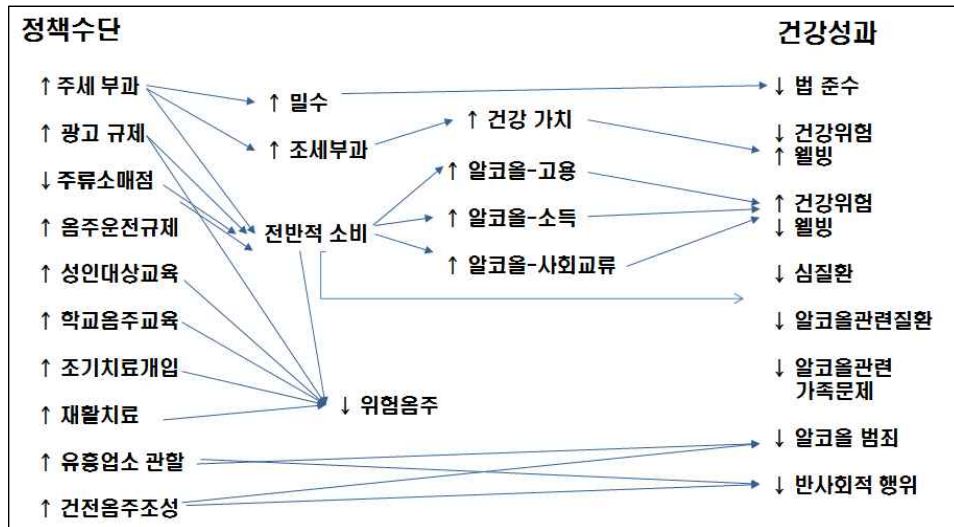 정책수단
↑ 주세 부과
↑ 광고 규제
↓ 주류소매점
↑ 음주운전규제
↑ 성인대상교육
↑ 학교음주교육
↑ 조기치료개입
↑ 재활치료
↑ 유흥업소 관할
↑ 건전음주조성
↑ 밀수
↑ 조세부과
전반적 소비
↓ 위험음주
↑ 건강 가치
↑ 알코올-고용
↑ 알코올-소득
↑ 알코올-사회교류
건강성과
↓ 법 준수
↓ 건강위험
↑ 웰빙
↑ 건강위험
↓ 웰빙
↓ 심질환
↓ 알코올관련질환
↓ 알코올관련
가족문제
↓ 알코올 범죄
↓ 반사회적 행위